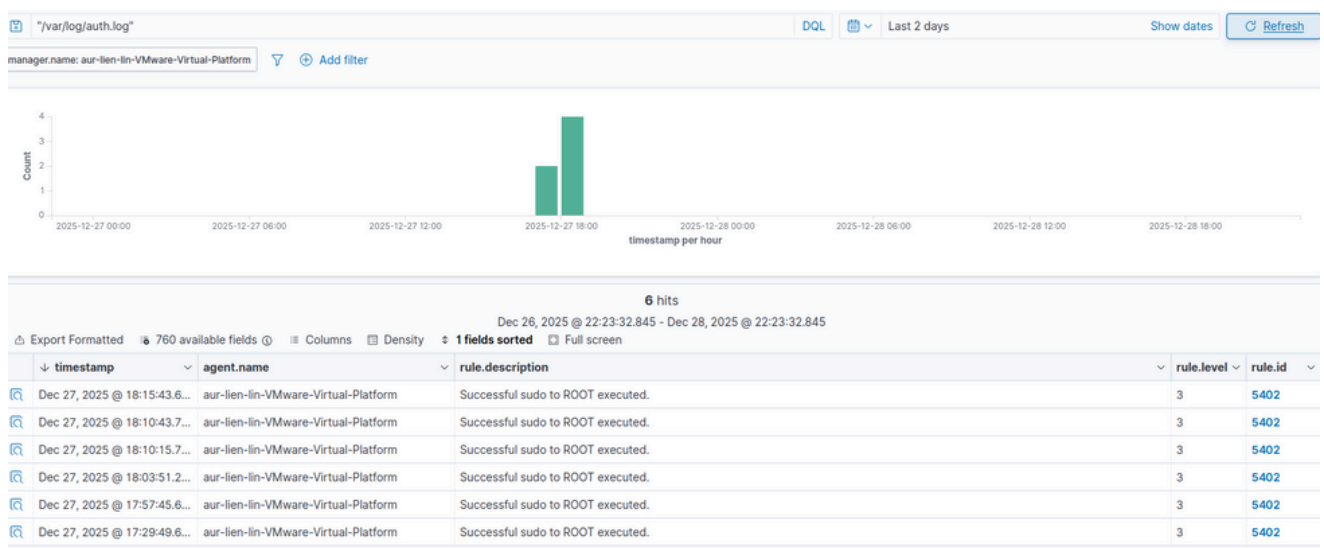 "/var/log/auth.log" DQL Last 2 days Show dates Refresh
manager.name: aur-lien-lin-VMware-Virtual-Platform Add filter
4
3
2
1
0
Count
2025-12-27 00:00 2025-12-27 06:00 2025-12-27 12:00 2025-12-27 18:00 2025-12-28 00:00 2025-12-28 06:00 2025-12-28 12:00 2025-12-28 18:00
timestamp per hour
6 hits
Dec 26, 2025 @ 22:23:32.845 - Dec 28, 2025 @ 22:23:32.845
Export Formatted 760 available fields Columns Density 1 fields sorted Full screen
timestamp agent.name rule.description rule.level rule.id
Dec 27, 2025 @ 18:15:43.6... aur-lien-lin-VMware-Virtual-Platform Successful sudo to ROOT executed. 3 5402
Dec 27, 2025 @ 18:10:43.7... aur-lien-lin-VMware-Virtual-Platform Successful sudo to ROOT executed. 3 5402
Dec 27, 2025 @ 18:10:15.7... aur-lien-lin-VMware-Virtual-Platform Successful sudo to ROOT executed. 3 5402
Dec 27, 2025 @ 18:03:51.2... aur-lien-lin-VMware-Virtual-Platform Successful sudo to ROOT executed. 3 5402
Dec 27, 2025 @ 17:57:45.6... aur-lien-lin-VMware-Virtual-Platform Successful sudo to ROOT executed. 3 5402
Dec 27, 2025 @ 17:29:49.6... aur-lien-lin-VMware-Virtual-Platform Successful sudo to ROOT executed. 3 5402